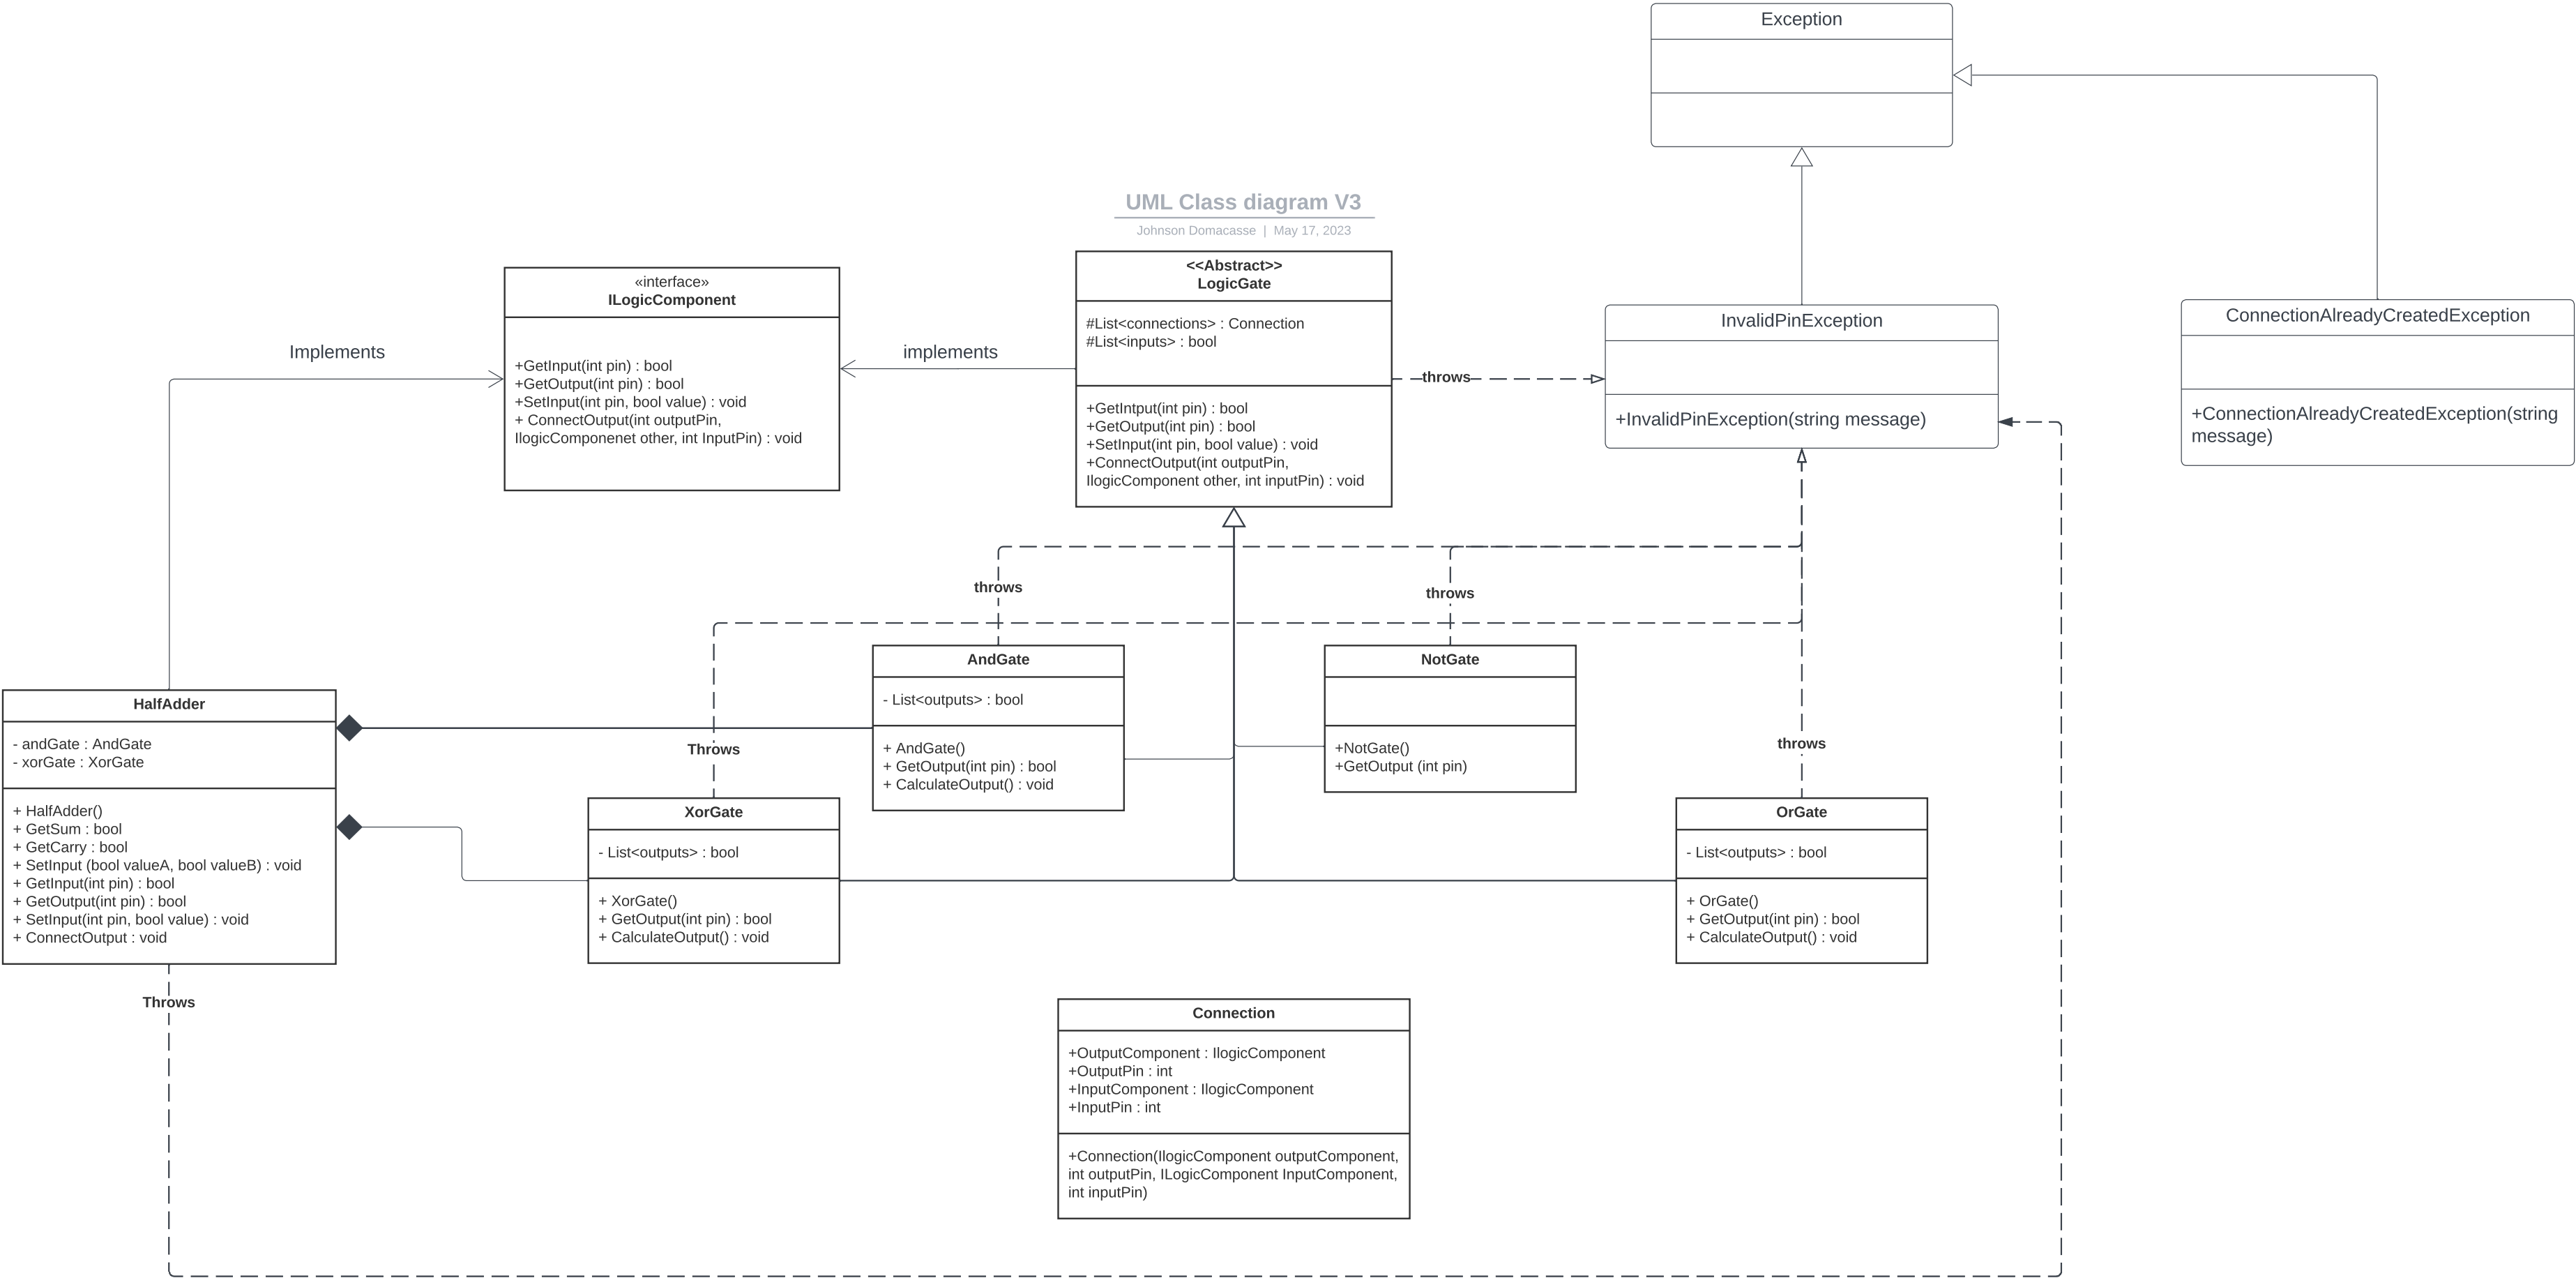 Exception
UML Class diagram V3
Johnson Domacasse | May 17, 2023
«interface»
ILogicComponent
+GetInput(int pin) : bool
+GetOutput(int pin) : bool
+SetInput(int pin, bool value) : void
+ ConnectOutput(int outputPin,
IlogicComponenet other, int InputPin) : void
Implements
implements
<<Abstract>>
LogicGate
#List<connections> : Connection
#List<inputs> : bool
+GetIntput(int pin) : bool
+GetOutput(int pin) : bool
+SetInput(int pin, bool value) : void
+ConnectOutput(int outputPin,
IlogicComponent other, int inputPin) : void
throws
InvalidPinException
+InvalidPinException(string message)
ConnectionAlreadyCreatedException
+ConnectionAlreadyCreatedException(string
message)
throws
throws
Throws
throws
HalfAdder
- andGate : AndGate
- xorGate : XorGate
+ HalfAdder()
+ GetSum : bool
+ GetCarry : bool
+ SetInput (bool valueA, bool valueB) : void
+ GetInput(int pin) : bool
+ GetOutput(int pin) : bool
+ SetInput(int pin, bool value) : void
+ ConnectOutput : void
Throws
AndGate
- List<outputs> : bool
+ AndGate()
+ GetOutput(int pin) : bool
+ CalculateOutput() : void
NotGate
+NotGate()
+GetOutput (int pin)
XorGate
- List<outputs> : bool
+ XorGate()
+ GetOutput(int pin) : bool
+ CalculateOutput() : void
OrGate
- List<outputs> : bool
+ OrGate()
+ GetOutput(int pin) : bool
+ CalculateOutput() : void
Connection
+OutputComponent : IlogicComponent
+OutputPin : int
+InputComponent : IlogicComponent
+InputPin : int
+Connection(IlogicComponent outputComponent,
int outputPin, ILogicComponent InputComponent,
int inputPin)